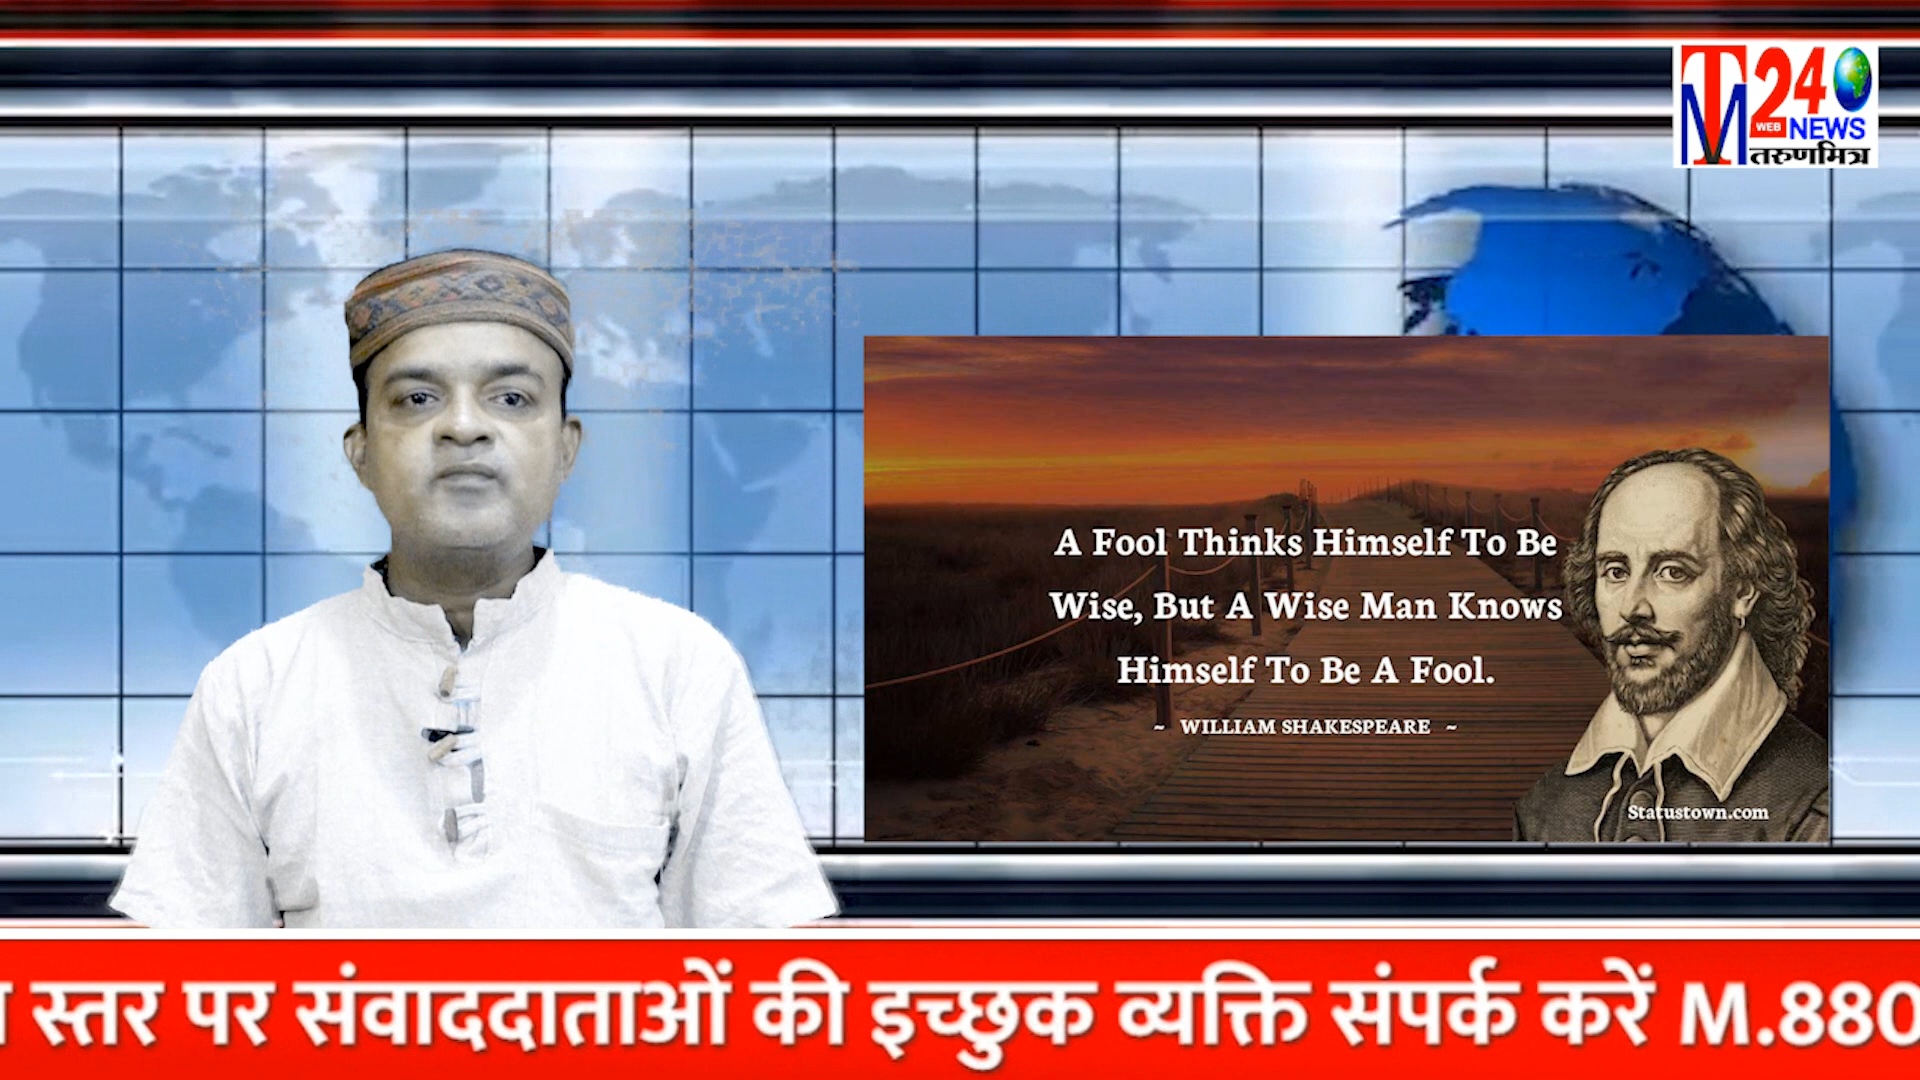 TM 24
WEB NEWS
तरुणमित्र
A Fool Thinks Himself To Be
Wise, But A Wise Man Knows
Himself To Be A Fool.
~ WILLIAM SHAKESPEARE ~
Statustown.com
स्तर पर संवाददाताओं की इच्छुक व्यक्ति संपर्क करें M.880